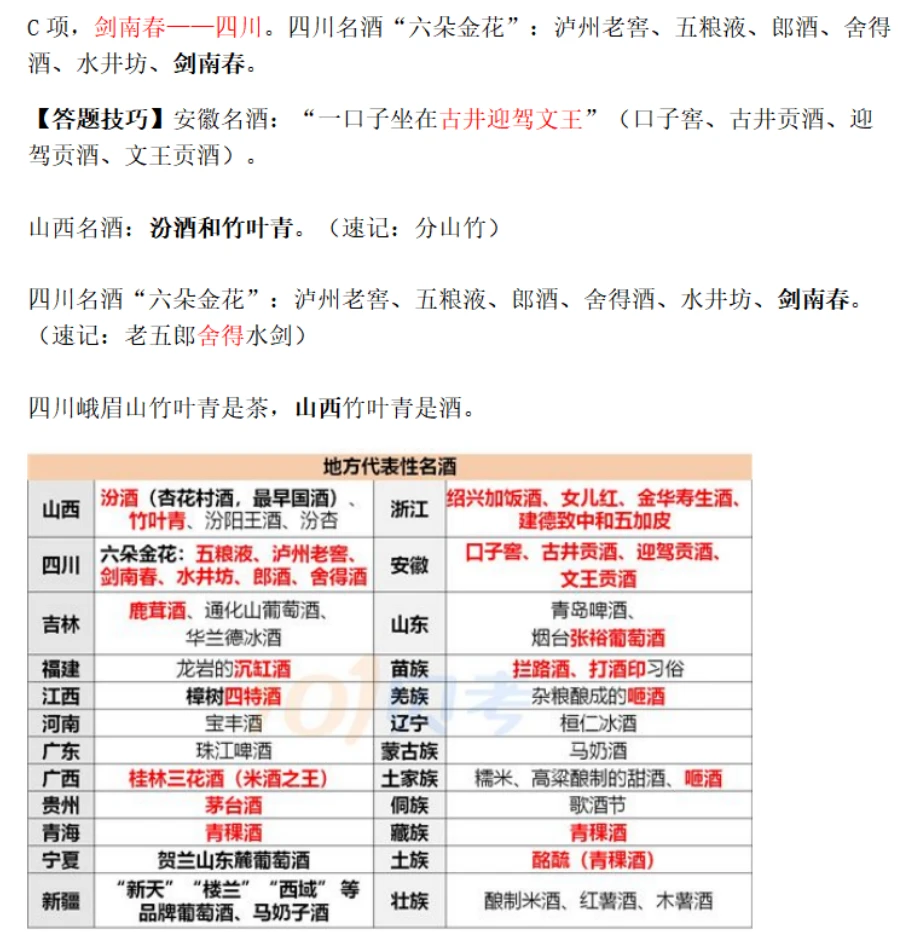 C 项，剑南春——四川。四川名酒“六朵金花”：泸州老窖、五粮液、郎酒、舍得
酒、水井坊、剑南春。
【答题技巧】安徽名酒：“一口子坐在古井迎驾文王”（口子窖、古井贡酒、迎
驾贡酒、文王贡酒）。
山西名酒：汾酒和竹叶青。（速记：分山竹）
四川名酒“六朵金花”：泸州老窖、五粮液、郎酒、舍得酒、水井坊、剑南春。
（速记：老五郎舍得水剑）
四川峨眉山竹叶青是茶，山西竹叶青是酒。
地方代表性名酒
山西
汾酒（杏花村酒，最早国酒）、
竹叶青、汾阳王酒、汾杏
浙江
绍兴加饭酒、女儿红、金华寿生酒、
建德致中和五加皮
四川
六朵金花：五粮液、泸州老窖、
剑南春、水井坊、郎酒、舍得酒
安徽
口子窖、古井贡酒、迎驾贡酒、
文王贡酒
吉林
鹿茸酒、通化山葡萄酒、
华兰德冰酒
山东
青岛啤酒、
烟台张裕葡萄酒
福建
龙岩的沉缸酒
苗族
拦路酒、打酒印习俗
江西
樟树四特酒
羌族
杂粮酿成的咂酒
河南
宝丰酒
辽宁
桓仁冰酒
广东
珠江啤酒
蒙古族
马奶酒
广西
桂林三花酒（米酒之王）
土家族
糯米、高粱酿制的甜酒、咂酒
贵州
茅台酒
侗族
歌酒节
青海
青稞酒
藏族
青稞酒
宁夏
贺兰山东麓葡萄酒
土族
酩醯（青稞酒）
新疆
“新天”“楼兰”“西域”等
品牌葡萄酒、马奶子酒
壮族
酿制米酒、红薯酒、木薯酒